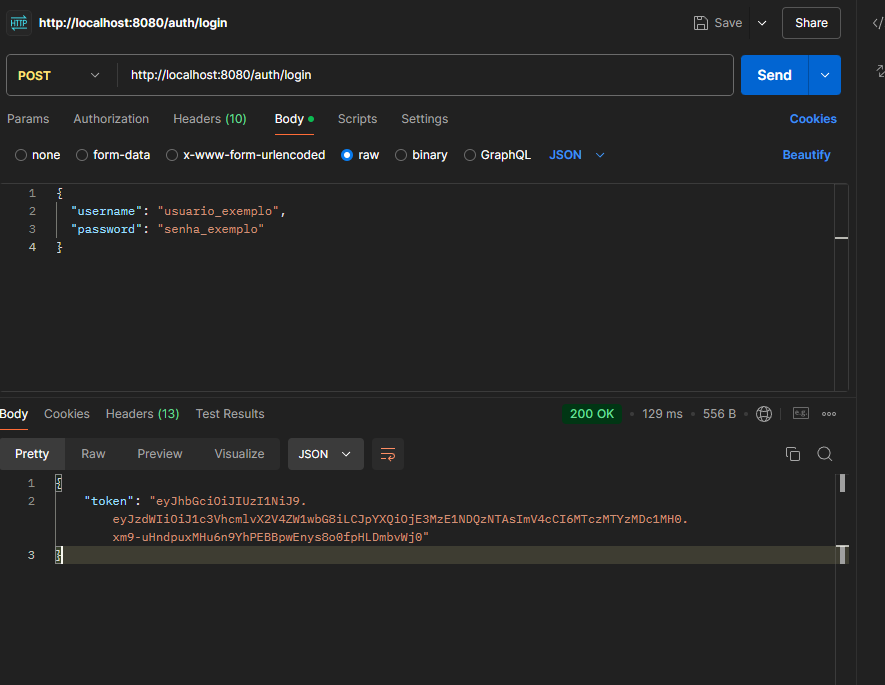 HTTP http://localhost:8080/auth/login Save Share
POST http://localhost:8080/auth/login Send
Params Authorization Headers (10) Body Scripts Settings Cookies
none form-data x-www-form-urlencoded raw binary GraphQL JSON Beautify
1 {
2 "username": "usuario_exemplo",
3 "password": "senha_exemplo"
4 }
Body Cookies Headers (13) Test Results 200 OK • 129 ms • 556 B • e.g. •••
Pretty Raw Preview Visualize JSON
1 {
2 "token": "eyJhbGciOiJIUzI1NiJ9.
eyJzdWIiOiJ1c3VhcmlvX2V4ZW1wbG8iLCJpYXQiOjE3MzE1NDQzNTAsImV4cCI6MTczMTYzMDc1MH0.
xm9-uHndpuxMHu6n9YhPEBBpwEnys8o0fpHLDmbvWj0"
3 }